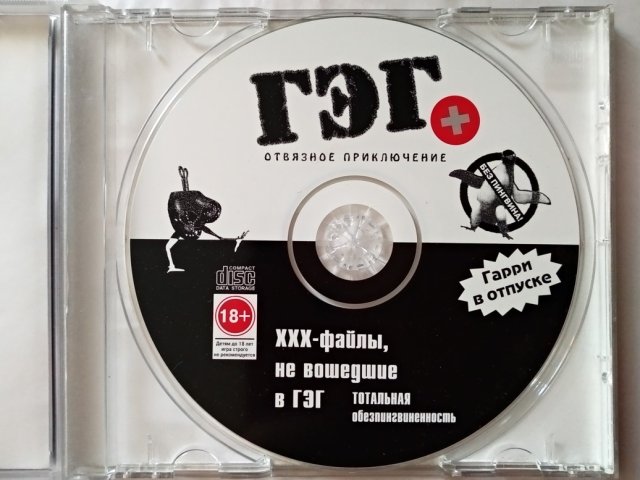 ГЭГ+
ОТВЯЗНОЕ ПРИКЛЮЧЕНИЕ
БЕЗ ПИНГВИНА!
Гарри
в отпуске
COMPACT
disc
DATA STORAGE
18+
Детям до 18 лет
игра строго
не рекомендуется
XXX-файлы,
не вошедшие
в ГЭГ
ТОТАЛЬНАЯ
обезпингвиненность